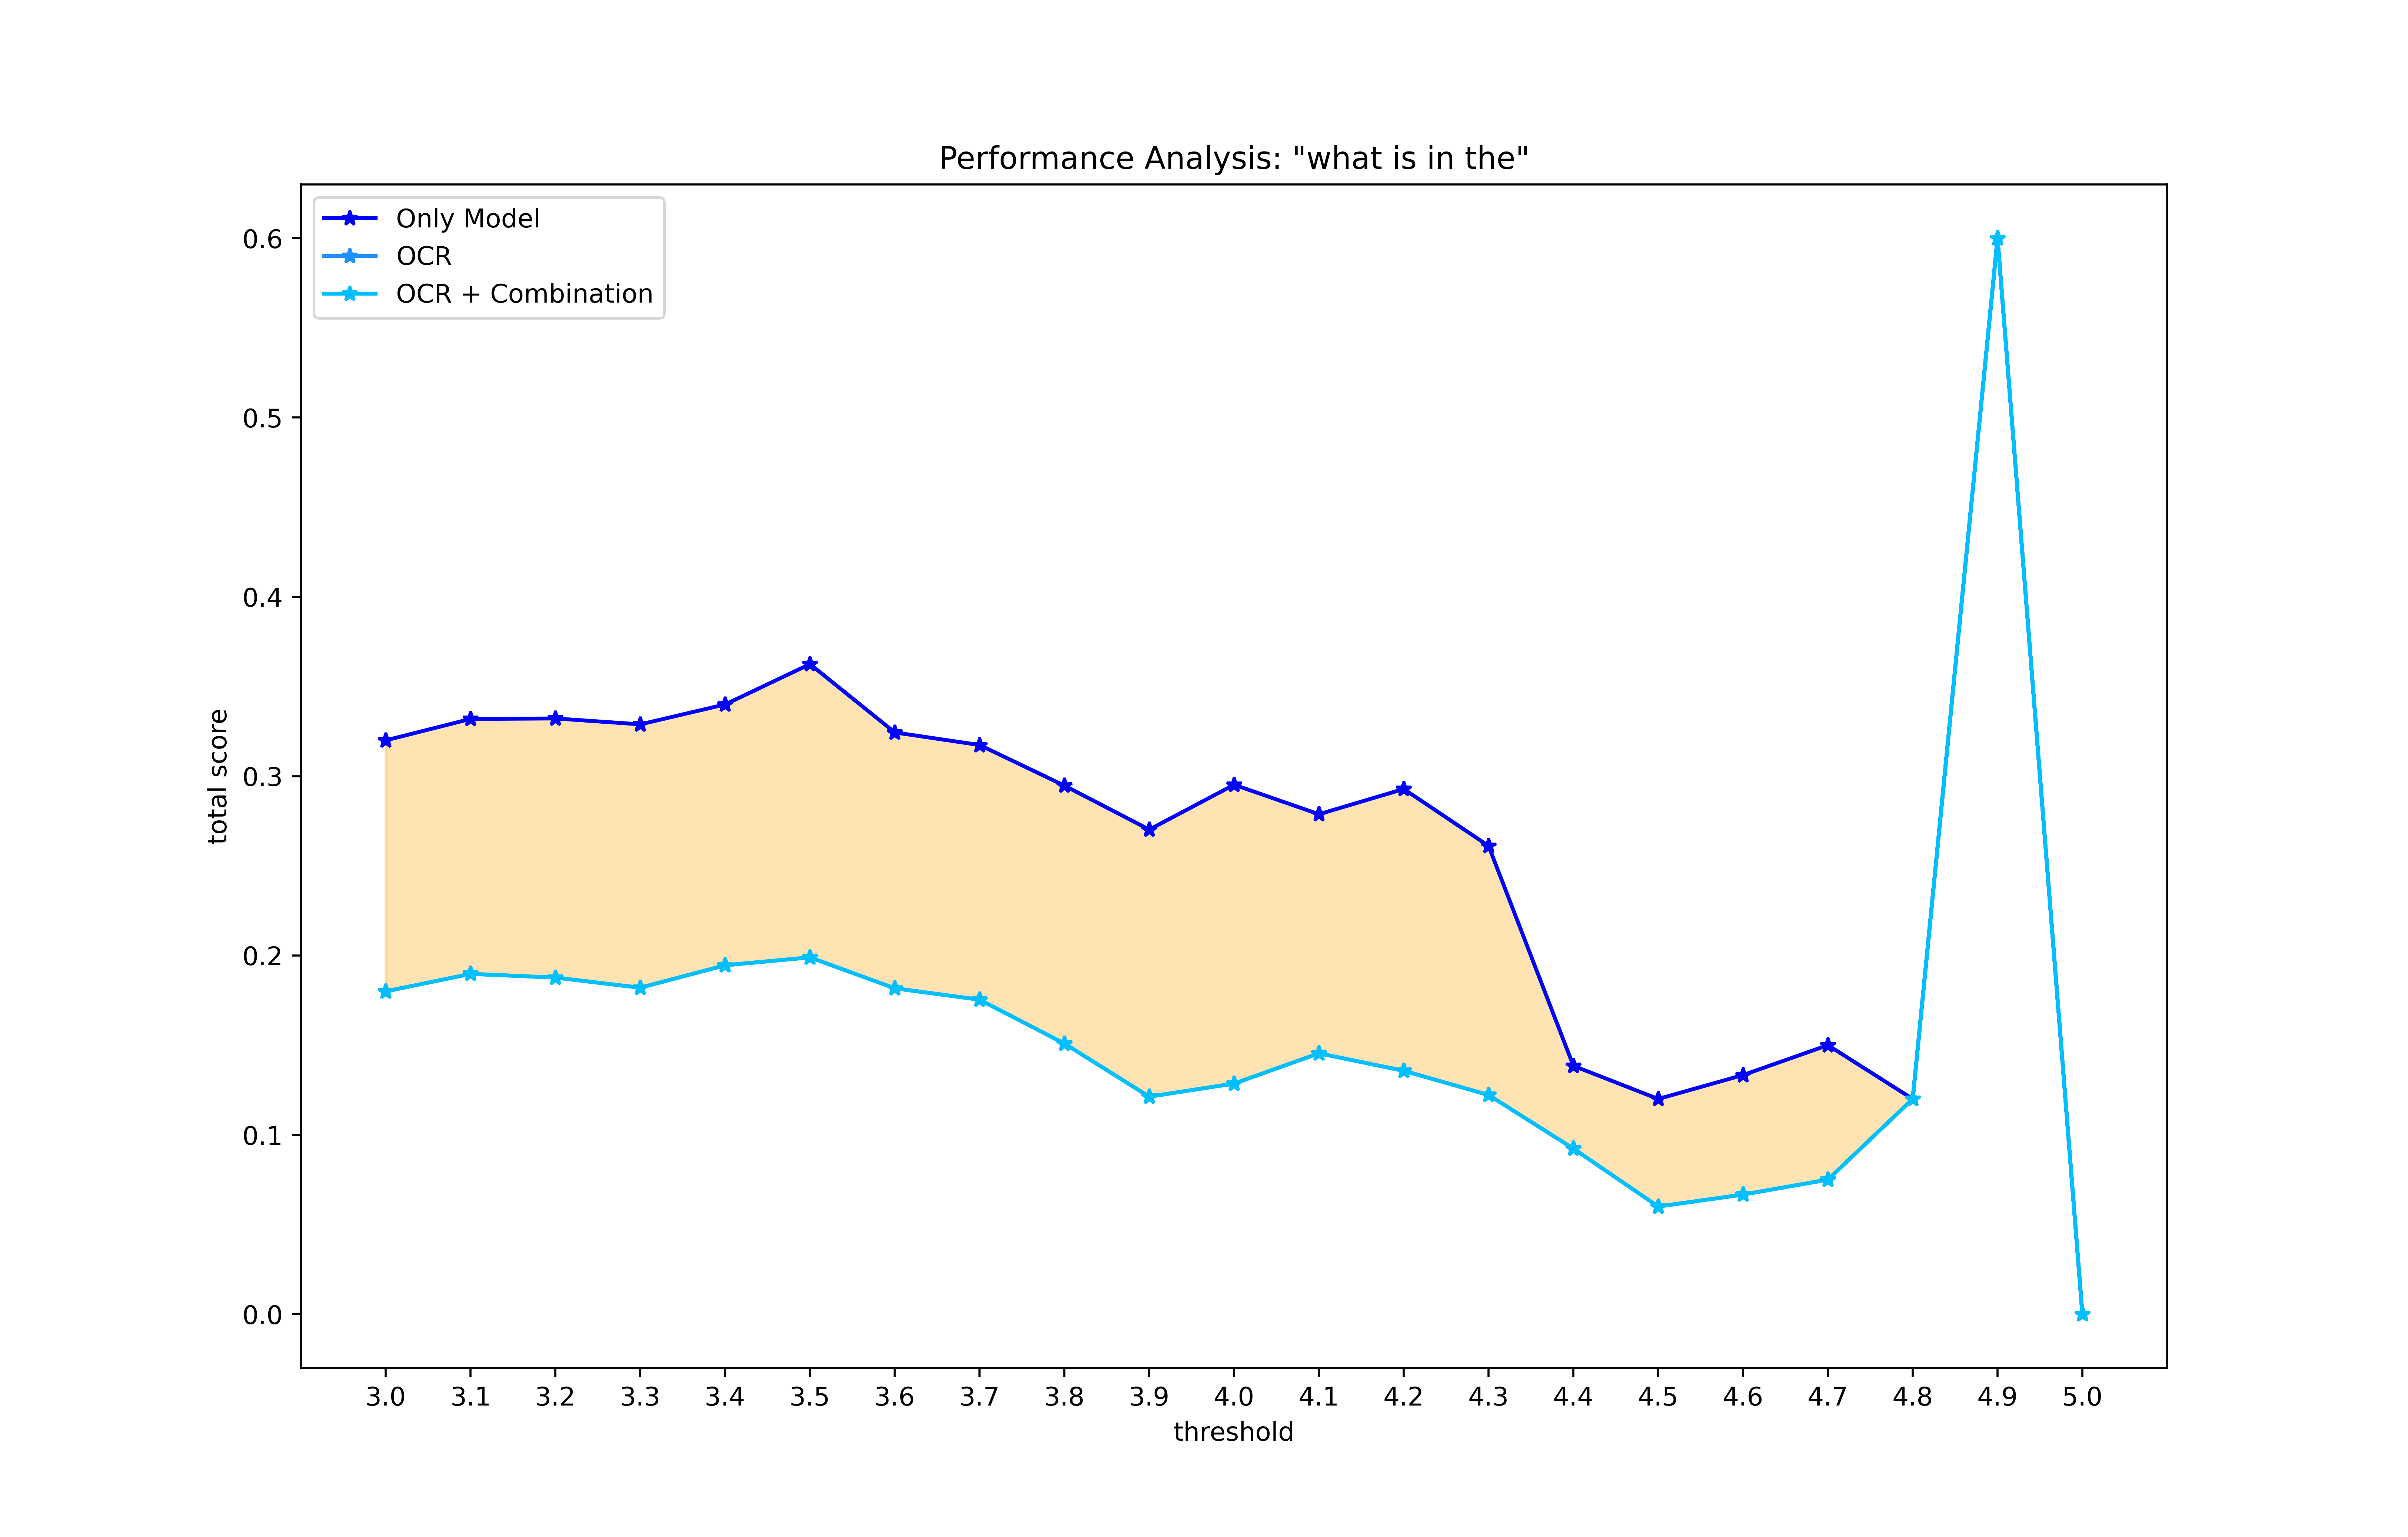 Performance Analysis: "what is in the"
Only Model
OCR
OCR + Combination
0.6
0.5
0.4
0.3
0.2
0.1
0.0
total score
3.0 3.1 3.2 3.3 3.4 3.5 3.6 3.7 3.8 3.9 4.0 4.1 4.2 4.3 4.4 4.5 4.6 4.7 4.8 4.9 5.0
threshold